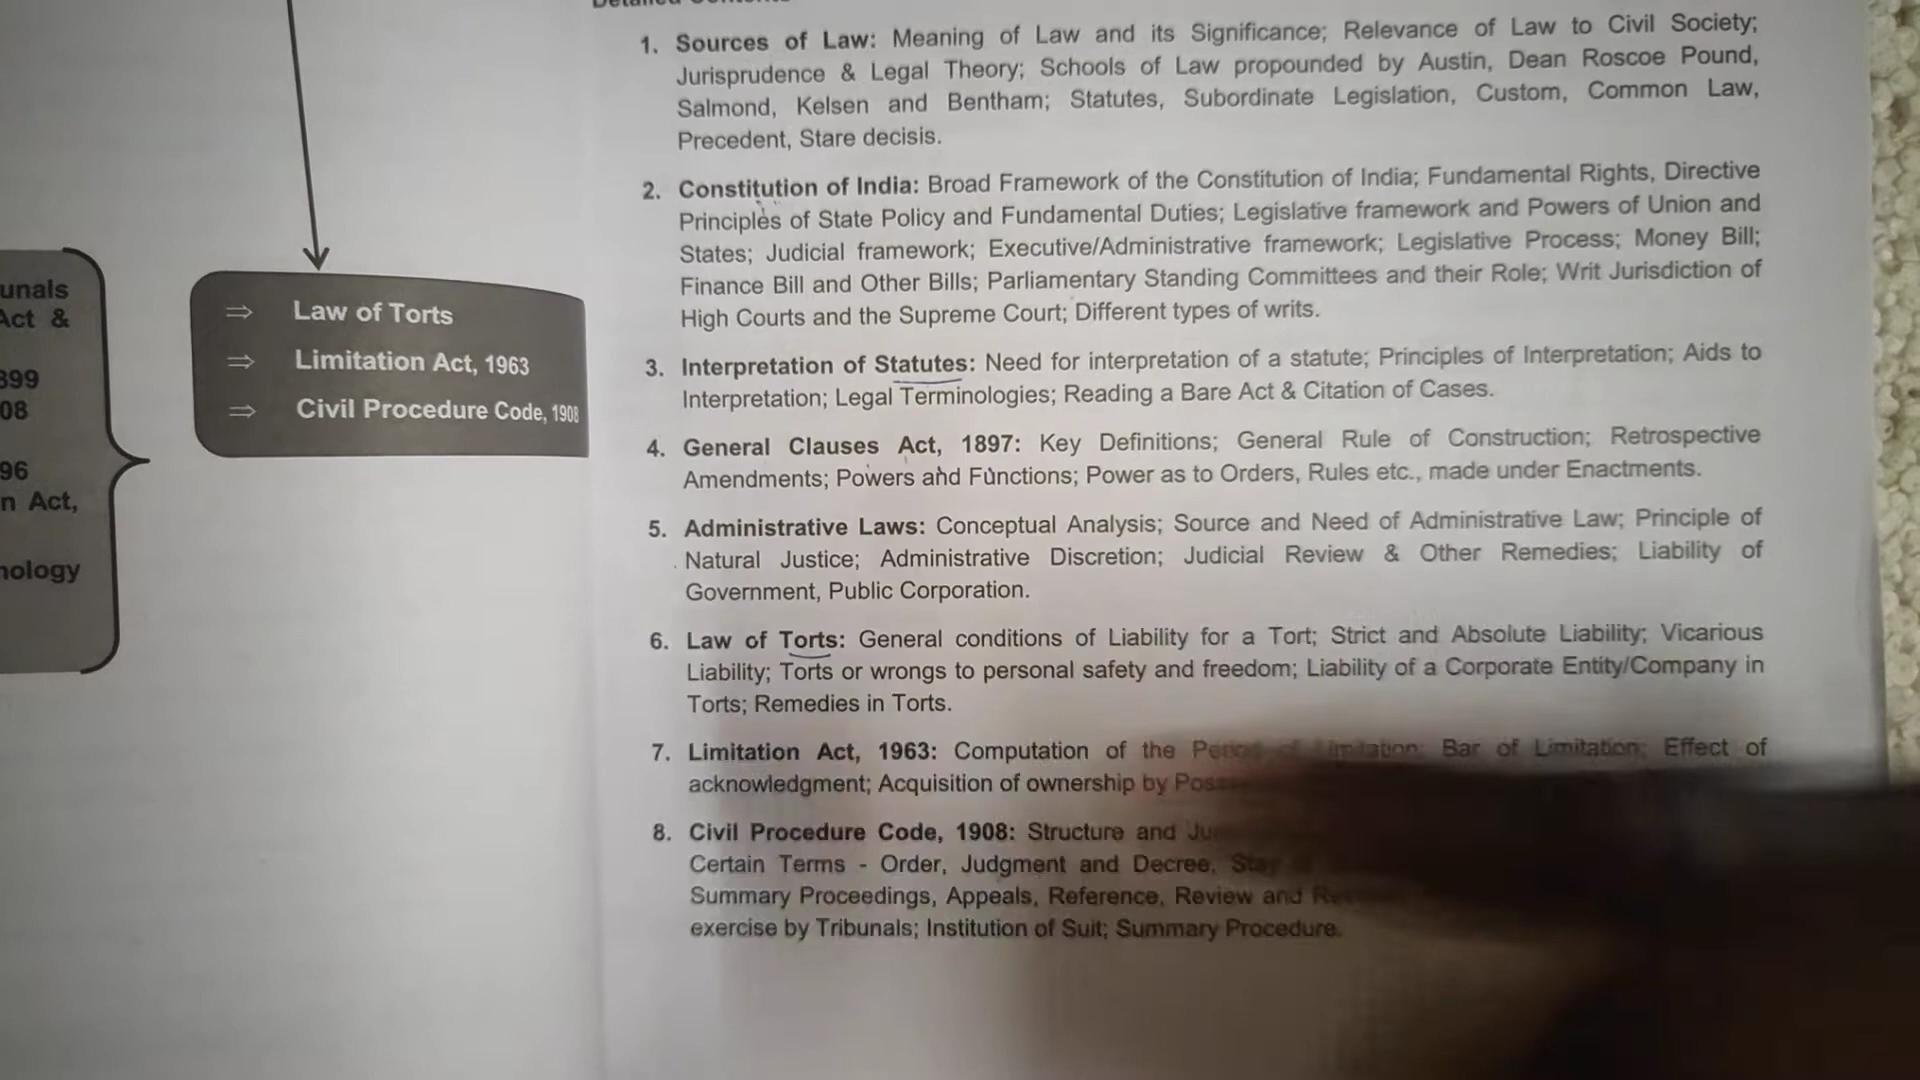 unals
Act &
899
08
96
n Act,
nology
⇒ Law of Torts
⇒ Limitation Act, 1963
⇒ Civil Procedure Code, 1908
Detailed Contents
1. Sources of Law: Meaning of Law and its Significance; Relevance of Law to Civil Society;
Jurisprudence & Legal Theory; Schools of Law propounded by Austin, Dean Roscoe Pound,
Salmond, Kelsen and Bentham; Statutes, Subordinate Legislation, Custom, Common Law,
Precedent, Stare decisis.
2. Constitution of India: Broad Framework of the Constitution of India; Fundamental Rights, Directive
Principles of State Policy and Fundamental Duties; Legislative framework and Powers of Union and
States; Judicial framework; Executive/Administrative framework; Legislative Process; Money Bill;
Finance Bill and Other Bills; Parliamentary Standing Committees and their Role; Writ Jurisdiction of
High Courts and the Supreme Court; Different types of writs.
3. Interpretation of Statutes: Need for interpretation of a statute; Principles of Interpretation; Aids to
Interpretation; Legal Terminologies; Reading a Bare Act & Citation of Cases.
4. General Clauses Act, 1897: Key Definitions; General Rule of Construction; Retrospective
Amendments; Powers and Functions; Power as to Orders, Rules etc., made under Enactments.
5. Administrative Laws: Conceptual Analysis; Source and Need of Administrative Law; Principle of
Natural Justice; Administrative Discretion; Judicial Review & Other Remedies; Liability of
Government, Public Corporation.
6. Law of Torts: General conditions of Liability for a Tort; Strict and Absolute Liability; Vicarious
Liability; Torts or wrongs to personal safety and freedom; Liability of a Corporate Entity/Company in
Torts; Remedies in Torts.
7. Limitation Act, 1963: Computation of the Period of Limitation; Bar of Limitation; Effect of
acknowledgment; Acquisition of ownership by
8. Civil Procedure Code, 1908: Structure and
Certain Terms - Order, Judgment and Decree, Stay
Summary Proceedings, Appeals, Reference, Review and
exercise by Tribunals; Institution of Suit; Summary Procedure.